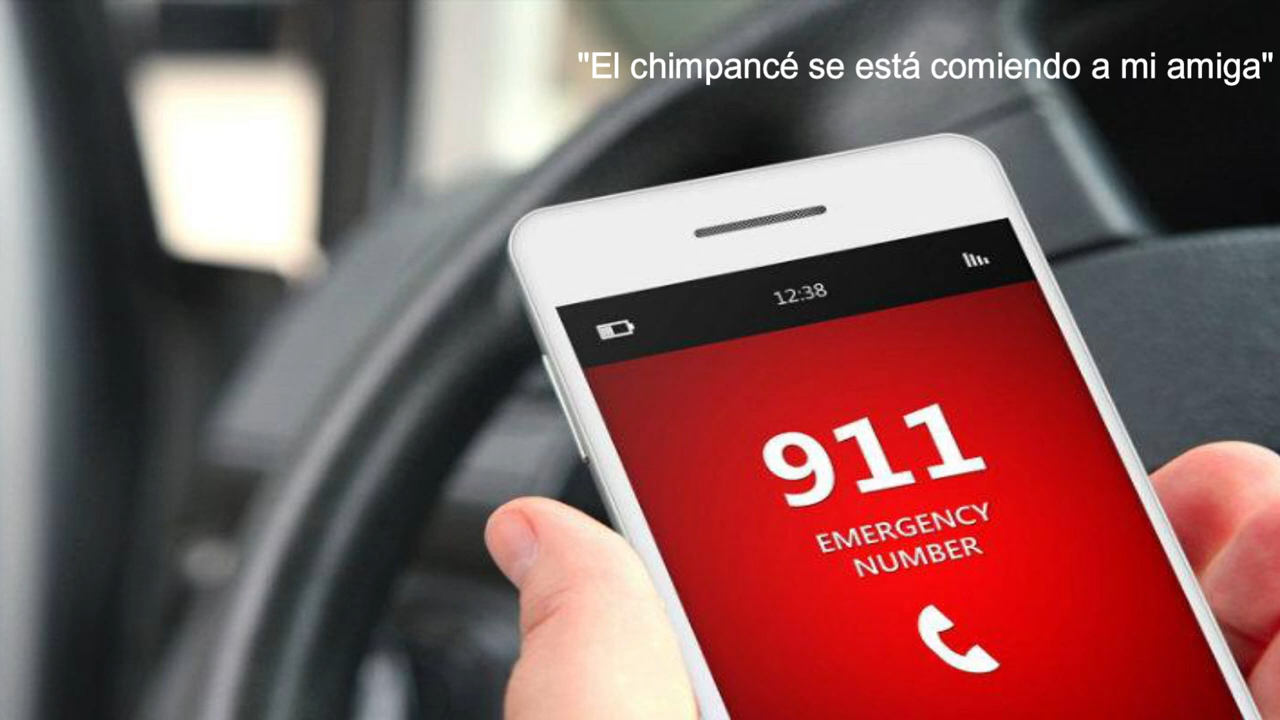 "El chimpancé se está comiendo a mi amiga"
12:38
911
EMERGENCY
NUMBER